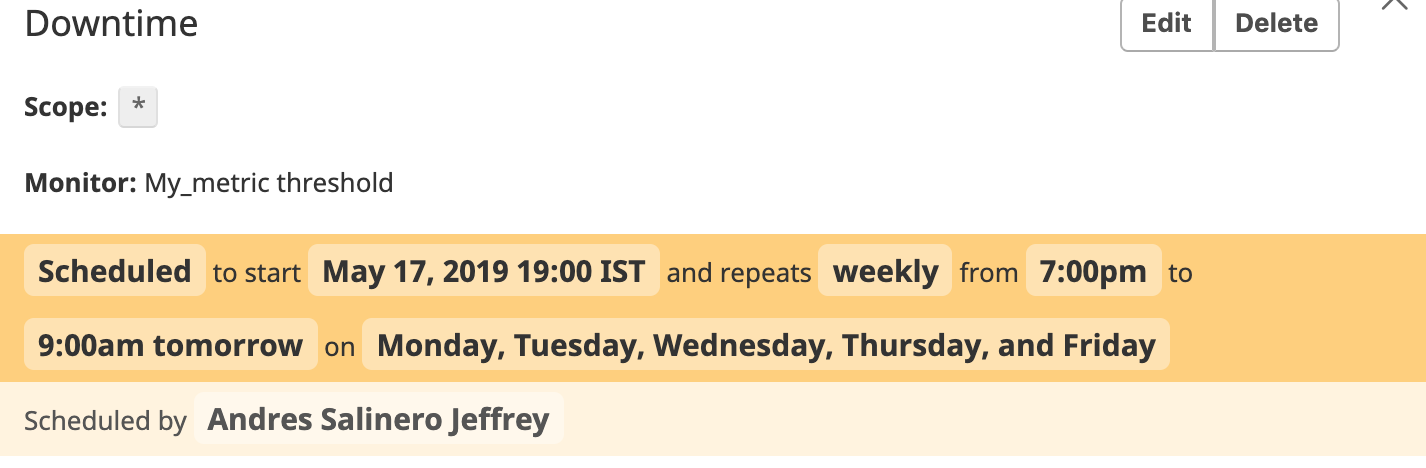 Downtime Edit Delete
Scope: *
Monitor: My_metric threshold
Scheduled to start May 17, 2019 19:00 IST and repeats weekly from 7:00pm to
9:00am tomorrow on Monday, Tuesday, Wednesday, Thursday, and Friday
Scheduled by Andres Salinero Jeffrey